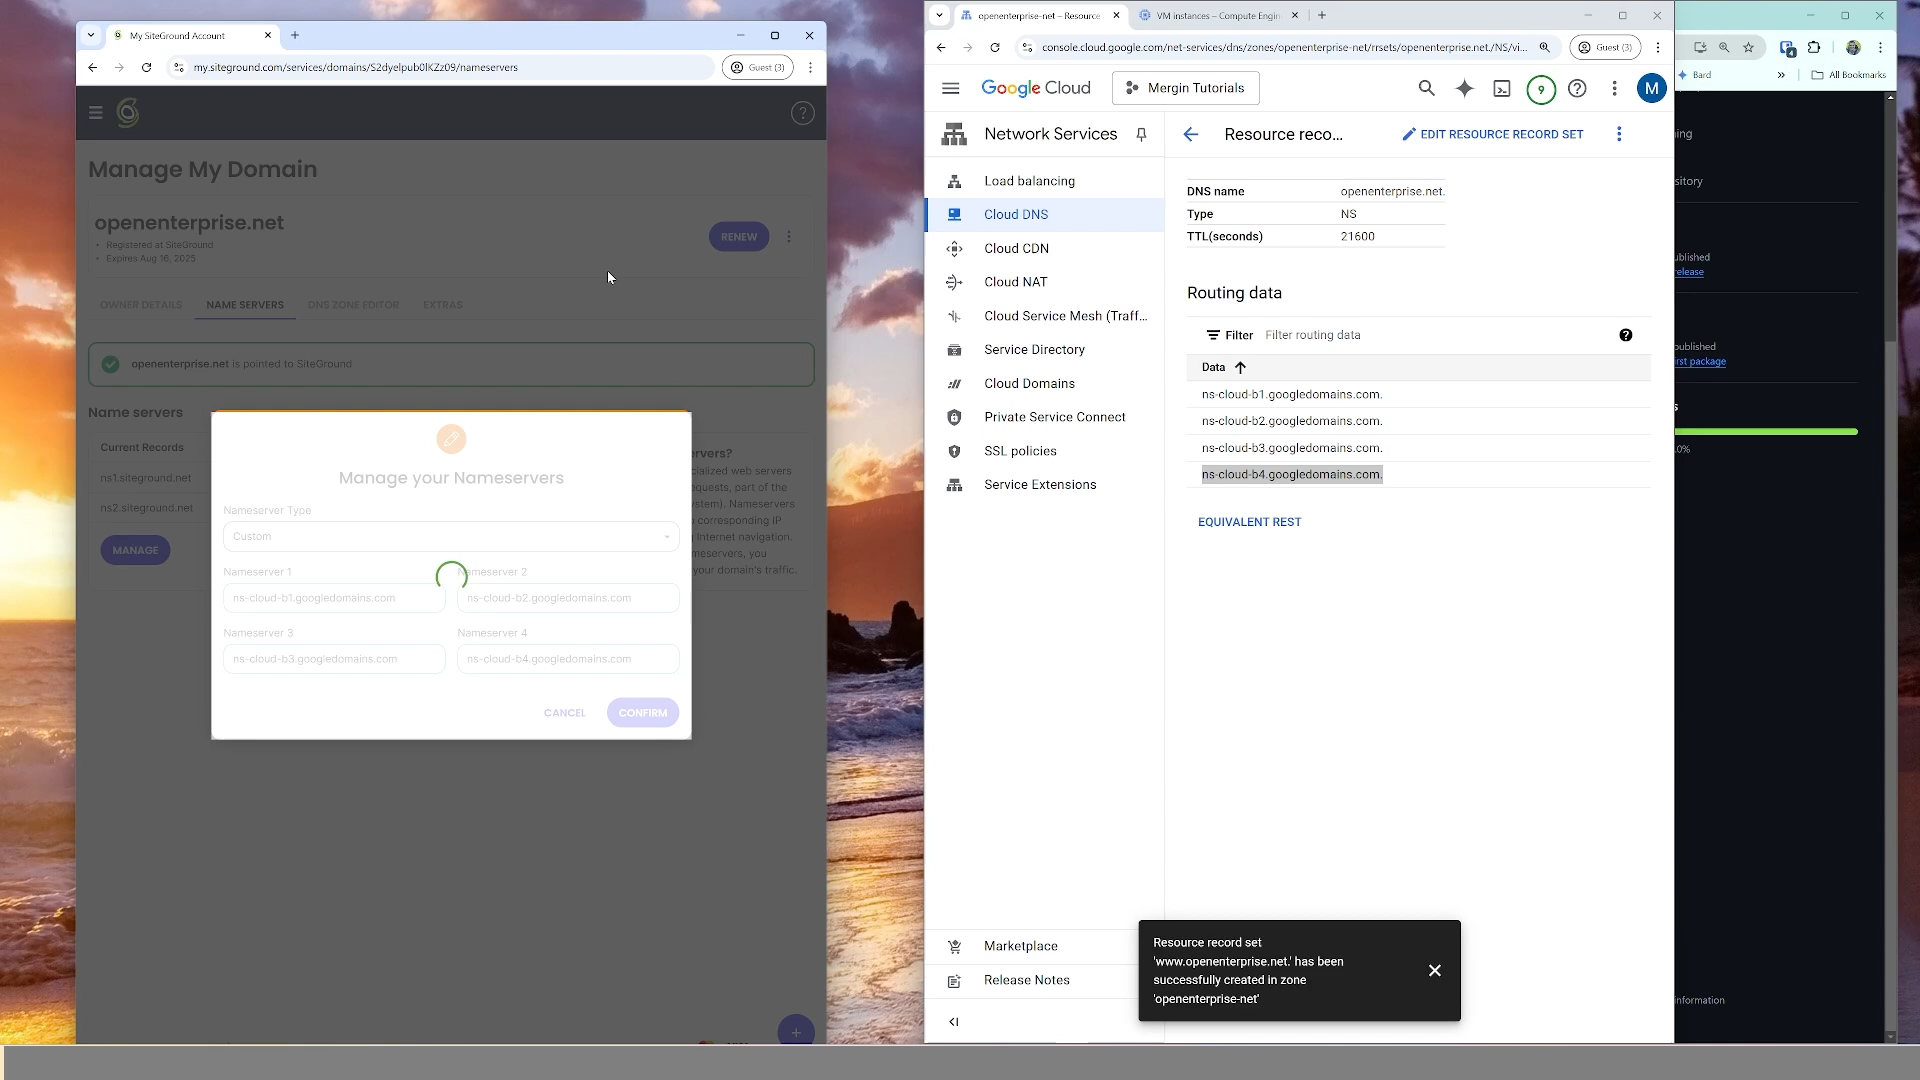 My SiteGround Account
my.siteground.com/services/domains/S2dyelpub0lKZz09/nameservers
Guest (3)
Manage My Domain
openenterprise.net
• Registered at SiteGround
• Expires Aug 16, 2025
RENEW
OWNER DETAILS
NAME SERVERS
DNS ZONE EDITOR
EXTRAS
openenterprise.net is pointed to SiteGround
Name servers
Current Records
ns1.siteground.net
ns2.siteground.net
MANAGE
ervers?
cialized web servers
equests, part of the
ystem). Nameservers
corresponding IP
Internet navigation.
meservers, you
your domain's traffic.
Manage your Nameservers
Nameserver Type
Custom
Nameserver 1
Nameserver 2
ns-cloud-b1.googledomains.com
ns-cloud-b2.googledomains.com
Nameserver 3
Nameserver 4
ns-cloud-b3.googledomains.com
ns-cloud-b4.googledomains.com
CANCEL
CONFIRM
openenterprise-net – Resource
VM instances – Compute Engin
console.cloud.google.com/net-services/dns/zones/openenterprise-net/rrsets/openenterprise.net./NS/vi...
Guest (3)
Google Cloud
Mergin Tutorials
9
M
Network Services
Resource reco...
EDIT RESOURCE RECORD SET
Load balancing
Cloud DNS
Cloud CDN
Cloud NAT
Cloud Service Mesh (Traff...
Service Directory
Cloud Domains
Private Service Connect
SSL policies
Service Extensions
Marketplace
Release Notes
DNS name openenterprise.net.
Type NS
TTL(seconds) 21600
Routing data
Filter Filter routing data
Data
ns-cloud-b1.googledomains.com.
ns-cloud-b2.googledomains.com.
ns-cloud-b3.googledomains.com.
ns-cloud-b4.googledomains.com.
EQUIVALENT REST
Resource record set
'www.openenterprise.net.' has been
successfully created in zone
'openenterprise-net'
4
Bard
»
All Bookmarks
ing
sitory
ublished
elease
published
irst package
s
.0%
information